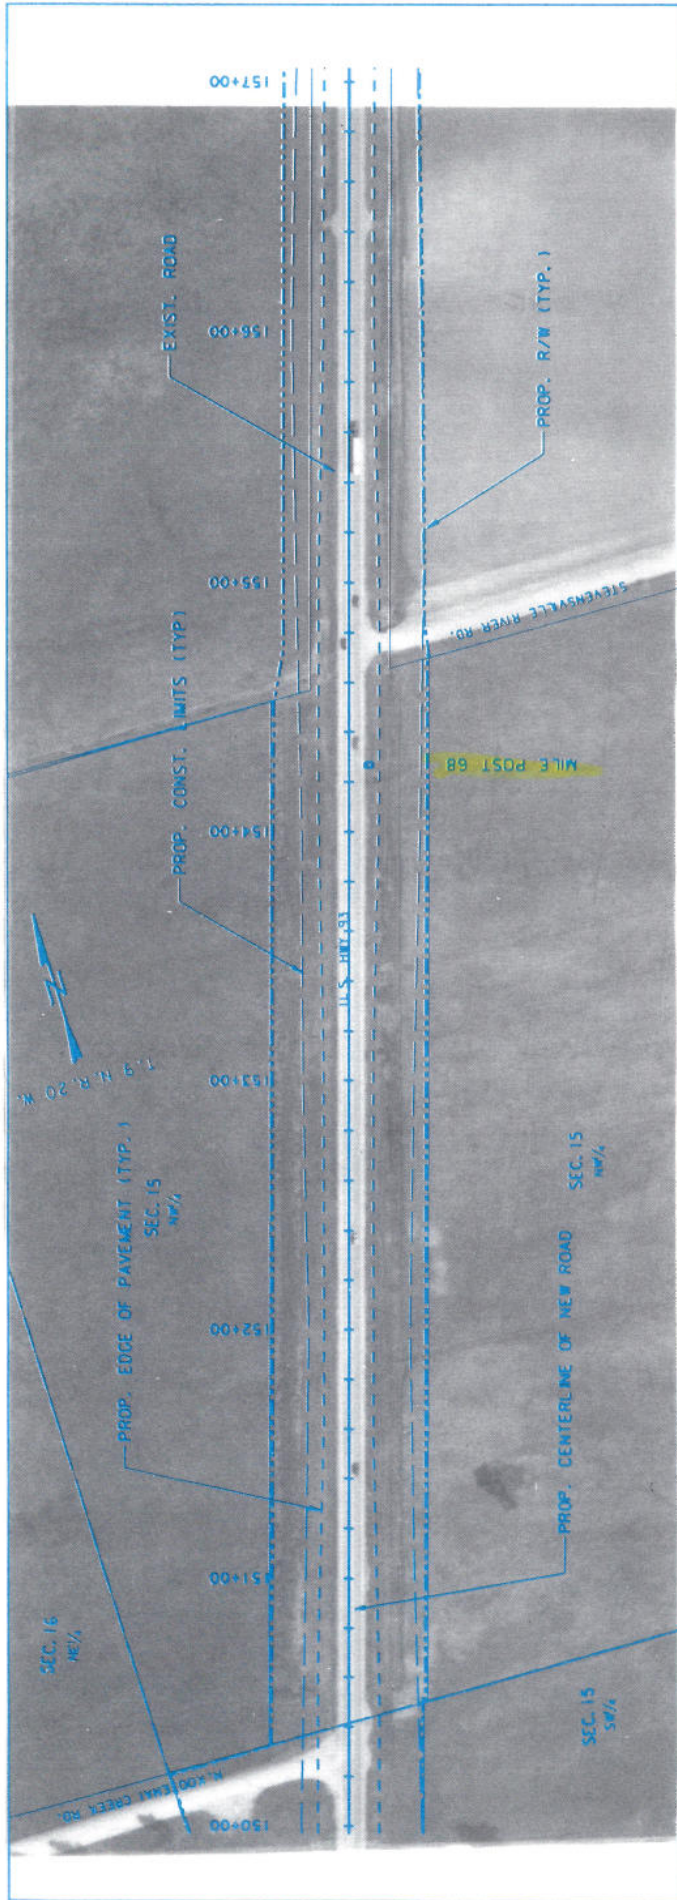 157+00
EXIST. ROAD
156+00
PROP. R/W (TYP.)
155+00
STEVENSVILLE RIVER RD.
PROP. CONST. LIMITS (TYP)
MILE POST 68
154+00
U.S. HWY. 93
T. 9 N. R. 20 W.
153+00
PROP. EDGE OF PAVEMENT (TYP.)
SEC. 15
NW¼
SEC. 15
NW¼
152+00
PROP. CENTERLINE OF NEW ROAD
151+00
SEC. 16
NE¼
SEC. 15
SW¼
N. KOOTENAI CREEK RD.
150+00